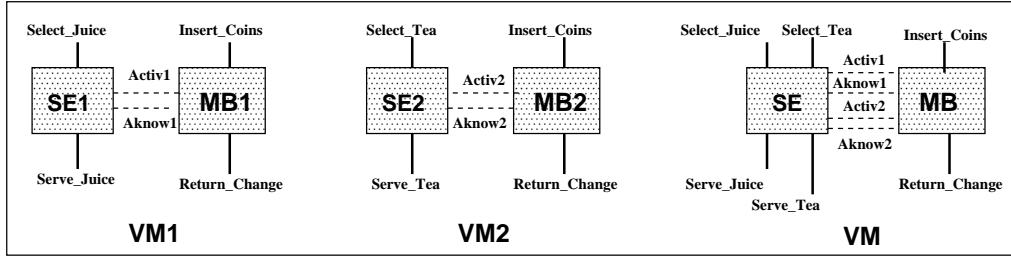 Select_Juice
Insert_Coins
Activ1
SE1
MB1
Aknow1
Serve_Juice
Return_Change
VM1
Select_Tea
Insert_Coins
Activ2
SE2
MB2
Aknow2
Serve_Tea
Return_Change
VM2
Select_Juice
Select_Tea
Insert_Coins
Activ1
Aknow1
SE
MB
Activ2
Aknow2
Serve_Juice
Serve_Tea
Return_Change
VM